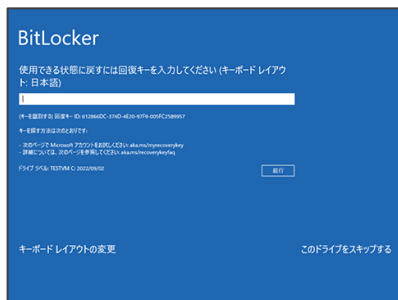 BitLocker
使用できる状態に戻すには回復キーを入力してください (キーボード レイアウ
ト: 日本語)
(キーを識別する) 回復キー ID: 612866DC-374D-4E20-97F9-005FC2589957
キーを探す方法は次のとおりです:
- 次のページで Microsoft アカウントをお試しください: aka.ms/myrecoverykey
- 詳細については、次のページを参照してください: aka.ms/recoverykeyfaq
ドライブ ラベル: TESTVM C: 2022/09/02
続行
キーボード レイアウトの変更
このドライブをスキップする